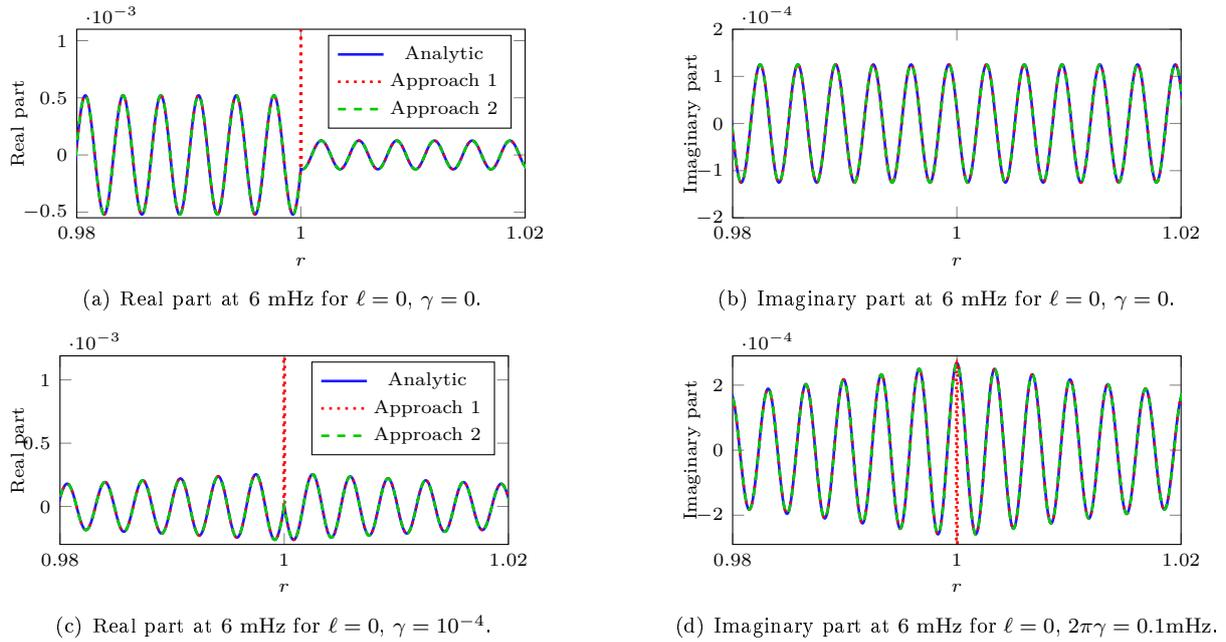 ·10⁻³
1
0.5
0
−0.5
Real part
Analytic
Approach 1
Approach 2
0.98
1
1.02
r
(a) Real part at 6 mHz for ℓ = 0, γ = 0.
·10⁻⁴
2
1
0
−1
−2
Imaginary part
0.98
1
1.02
r
(b) Imaginary part at 6 mHz for ℓ = 0, γ = 0.
·10⁻³
1
0.5
0
Real part
Analytic
Approach 1
Approach 2
0.98
1
1.02
r
(c) Real part at 6 mHz for ℓ = 0, γ = 10⁻⁴.
·10⁻⁴
2
0
−2
Imaginary part
0.98
1
1.02
r
(d) Imaginary part at 6 mHz for ℓ = 0, 2πγ = 0.1mHz.